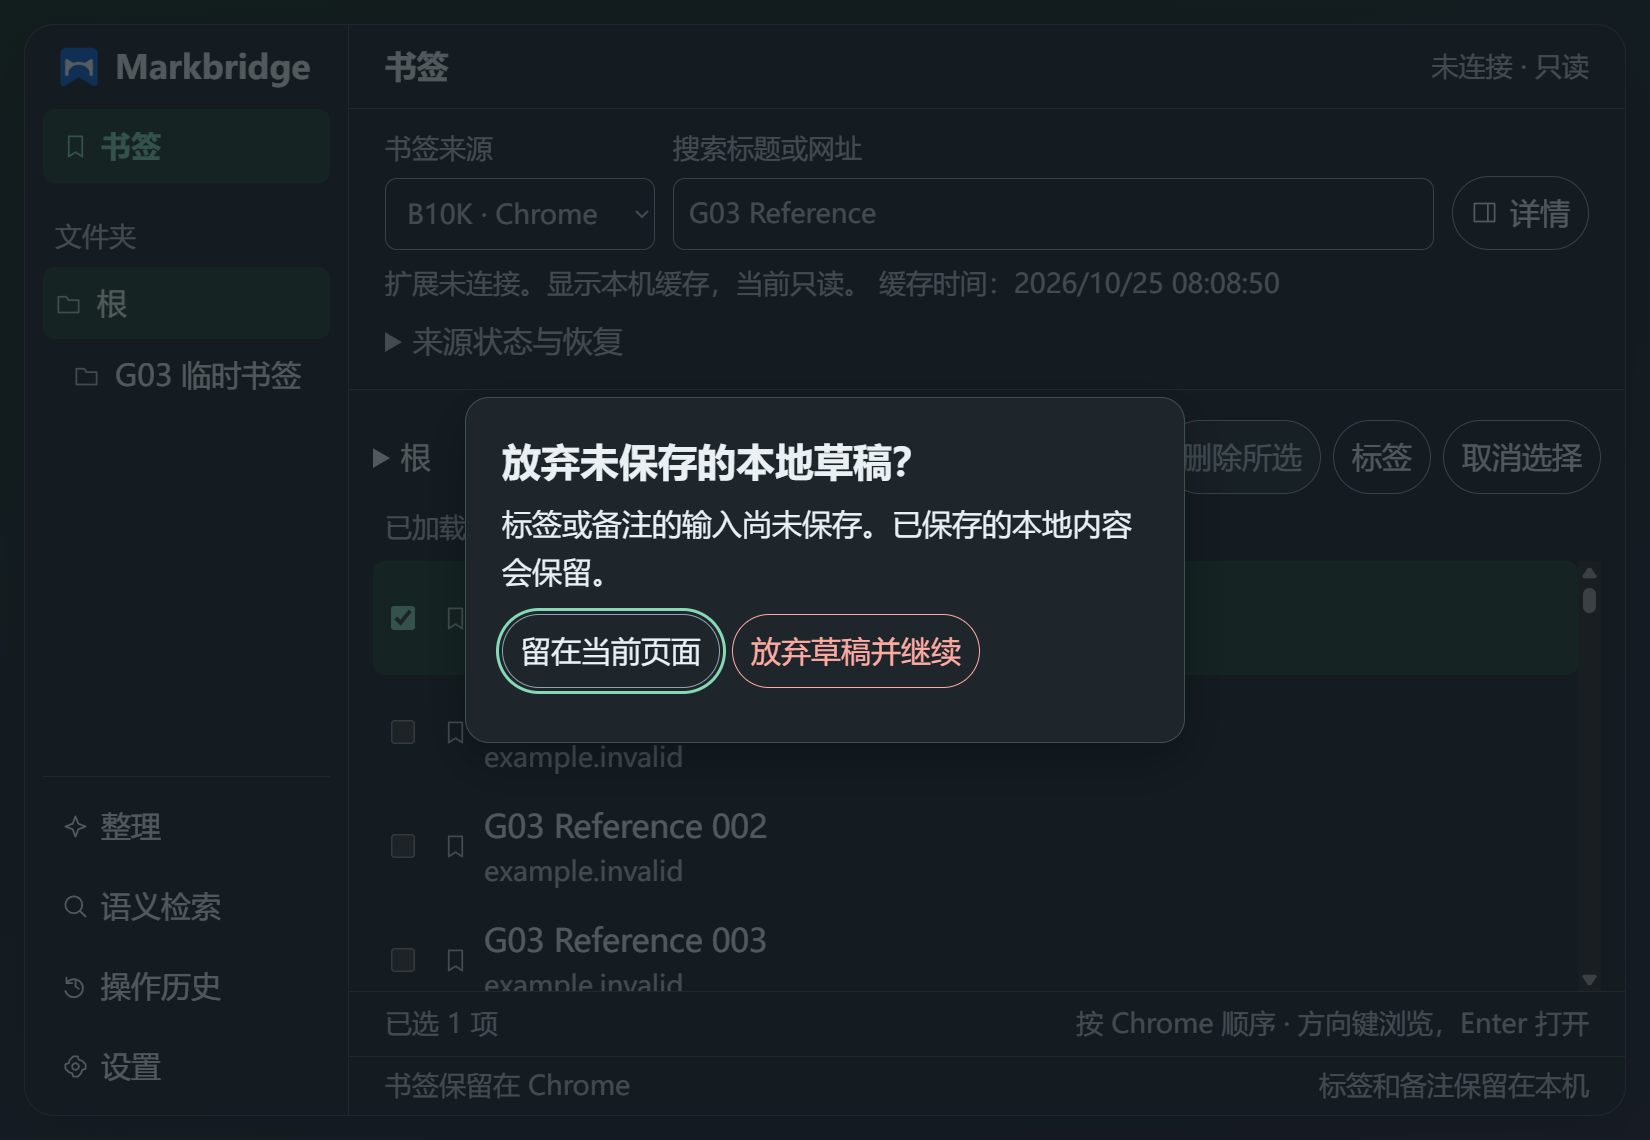 Markbridge
书签
未连接 · 只读
书签
文件夹
根
G03 临时书签
书签来源
搜索标题或网址
B10K · Chrome
G03 Reference
详情
扩展未连接。显示本机缓存，当前只读。 缓存时间：2026/10/25 08:08:50
来源状态与恢复
根
删除所选
标签
取消选择
已加载
放弃未保存的本地草稿？
标签或备注的输入尚未保存。已保存的本地内容
会保留。
留在当前页面
放弃草稿并继续
example.invalid
G03 Reference 002
example.invalid
G03 Reference 003
example.invalid
整理
语义检索
操作历史
设置
已选 1 项
按 Chrome 顺序 · 方向键浏览，Enter 打开
书签保留在 Chrome
标签和备注保留在本机